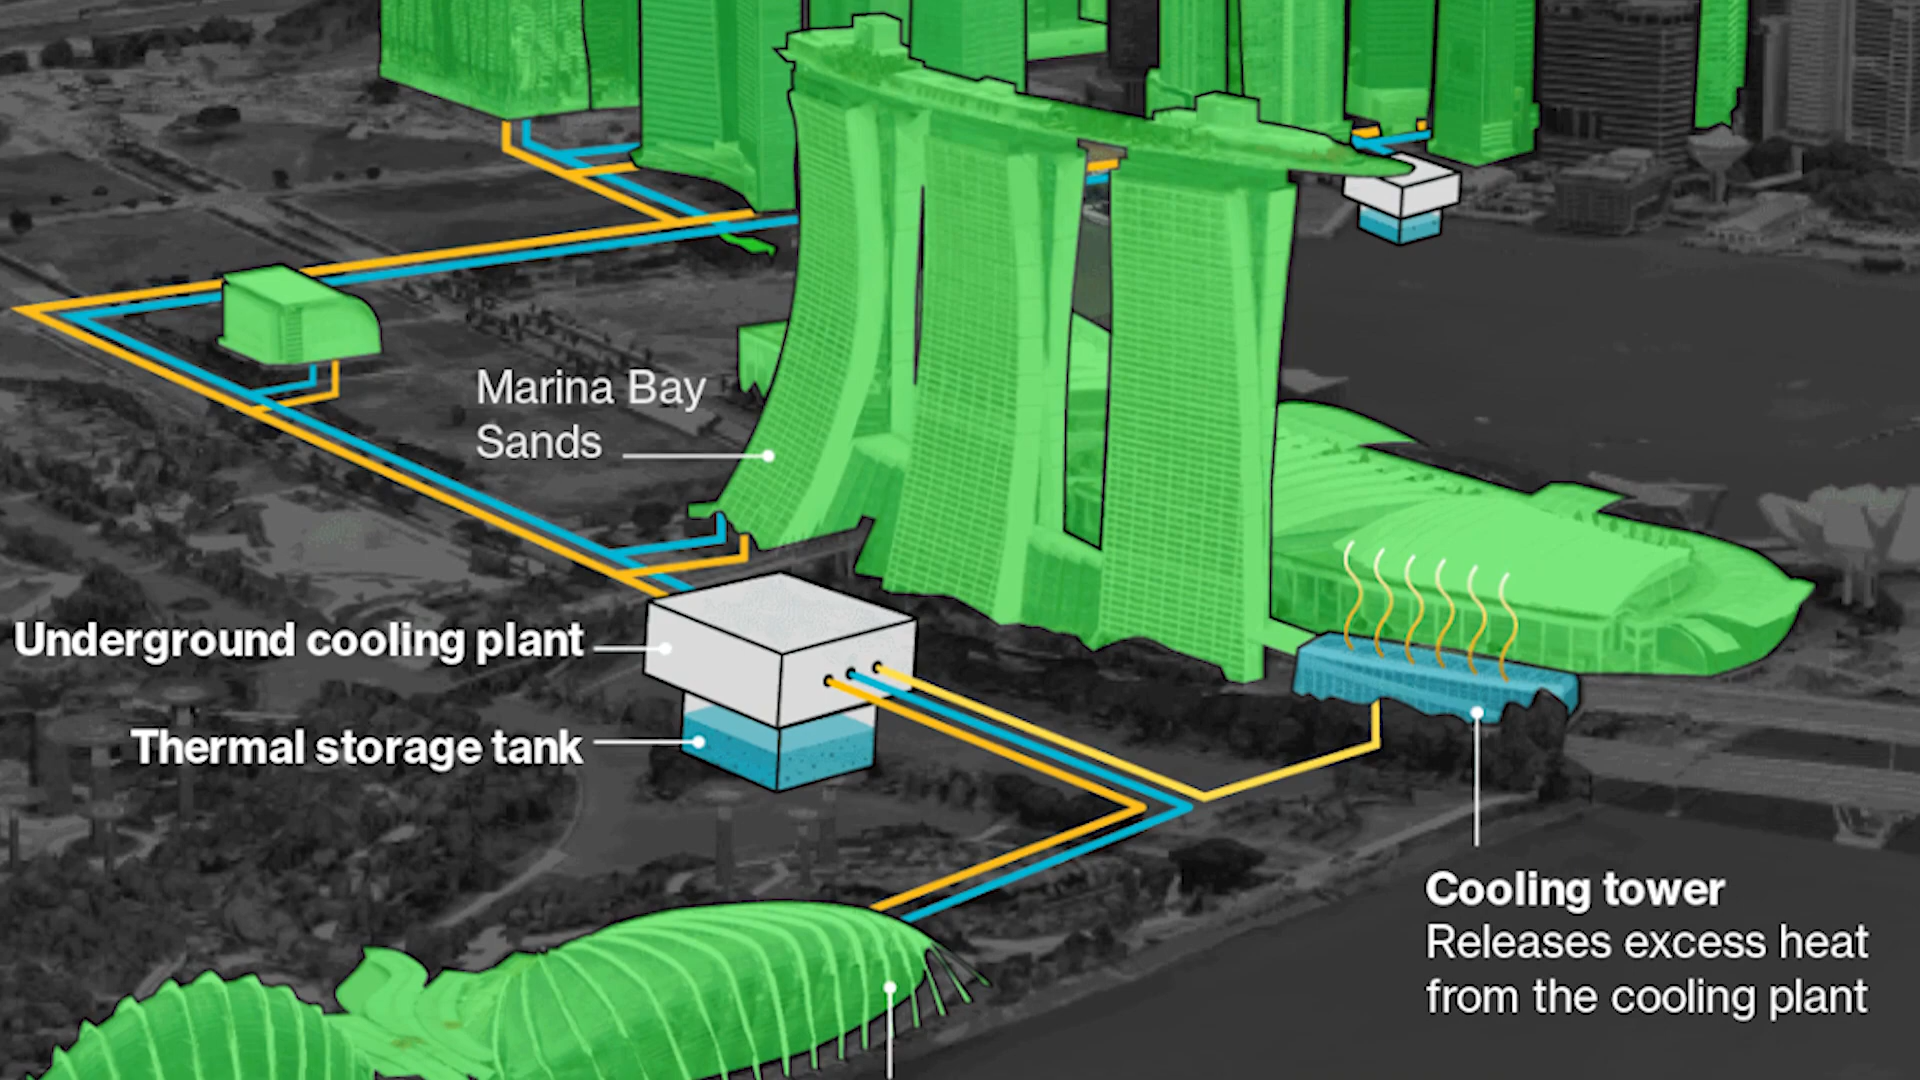 Marina Bay
Sands
Underground cooling plant
Thermal storage tank
Cooling tower
Releases excess heat
from the cooling plant